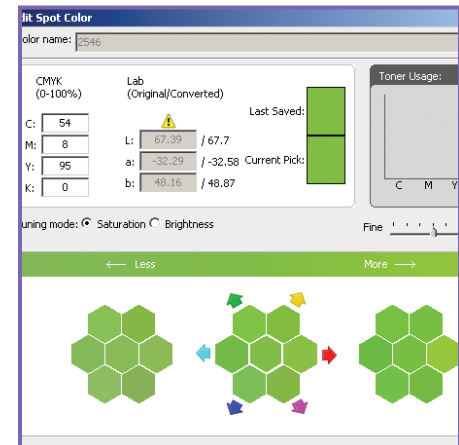 dit Spot Color
olor name: 2546
CMYK
(0-100%)
Lab
(Original/Converted)
Toner Usage:
Last Saved:
C: 54
M: 8
Y: 95
K: 0
L: 67.39 / 67.7
a: -32.29 / -32.58
b: 48.16 / 48.87
Current Pick:
C M Y
uning mode: Saturation Brightness
Fine
← Less
More →